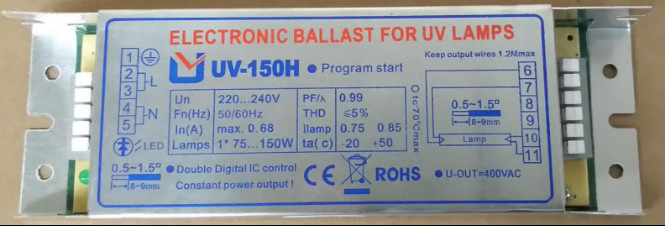 ELECTRONIC BALLAST FOR UV LAMPS
UV-150H ● Program start
Keep output wires 1.2Mmax
1
2
3
L
4
5
N
LED
0.5~1.5□
8~9mm
Un 220...240V PF/λ 0.99
Fn(Hz) 50/60Hz THD ≤5%
In(A) max. 0.68 Ilamp 0.75 0.85
Lamps 1* 75...150W ta( c) -20 +50
O to70℃max
6
7
8
9
10
11
0.5~1.5□
8~9mm
Lamp
● Double Digital IC control
Constant power output !
CE ROHS
● U-OUT=400VAC